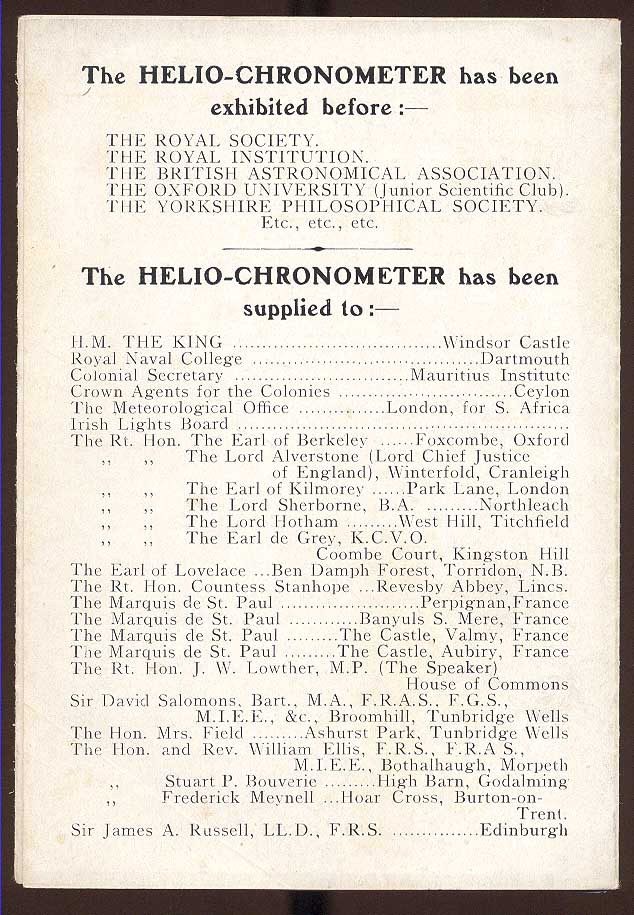 The HELIO-CHRONOMETER has been
exhibited before :—
THE ROYAL SOCIETY.
THE ROYAL INSTITUTION.
THE BRITISH ASTRONOMICAL ASSOCIATION.
THE OXFORD UNIVERSITY (Junior Scientific Club).
THE YORKSHIRE PHILOSOPHICAL SOCIETY.
Etc., etc., etc.
The HELIO-CHRONOMETER has been
supplied to :—
H.M. THE KING ...................................Windsor Castle
Royal Naval College ......................................Dartmouth
Colonial Secretary ..............................Mauritius Institute
Crown Agents for the Colonies .............................Ceylon
The Meteorological Office ...............London, for S. Africa
Irish Lights Board ........................................................
The Rt. Hon. The Earl of Berkeley ......Foxcombe, Oxford
,, ,, The Lord Alverstone (Lord Chief Justice
of England), Winterfold, Cranleigh
,, ,, The Earl of Kilmorey ......Park Lane, London
,, ,, The Lord Sherborne, B.A. .........Northleach
,, ,, The Lord Hotham .........West Hill, Titchfield
,, ,, The Earl de Grey, K.C.V.O.
Coombe Court, Kingston Hill
The Earl of Lovelace ...Ben Damph Forest, Torridon, N.B.
The Rt. Hon. Countess Stanhope ...Revesby Abbey, Lincs.
The Marquis de St. Paul .......................Perpignan,France
The Marquis de St. Paul ............Banyuls S. Mere, France
The Marquis de St. Paul .........The Castle, Valmy, France
The Marquis de St. Paul .........The Castle, Aubiry, France
The Rt. Hon. J. W. Lowther, M.P. (The Speaker)
House of Commons
Sir David Salomons, Bart., M.A., F.R.A.S., F.G.S.,
M.I.E.E., &c., Broomhill, Tunbridge Wells
The Hon. Mrs. Field .........Ashurst Park, Tunbridge Wells
The Hon. and Rev. William Ellis, F.R.S., F.R.A S.,
M.I.E.E., Bothalhaugh, Morpeth
,, Stuart P. Bouverie .........High Barn, Godalming
,, Frederick Meynell ...Hoar Cross, Burton-on-
Trent.
Sir James A. Russell, LL.D., F.R.S. ...............Edinburgh